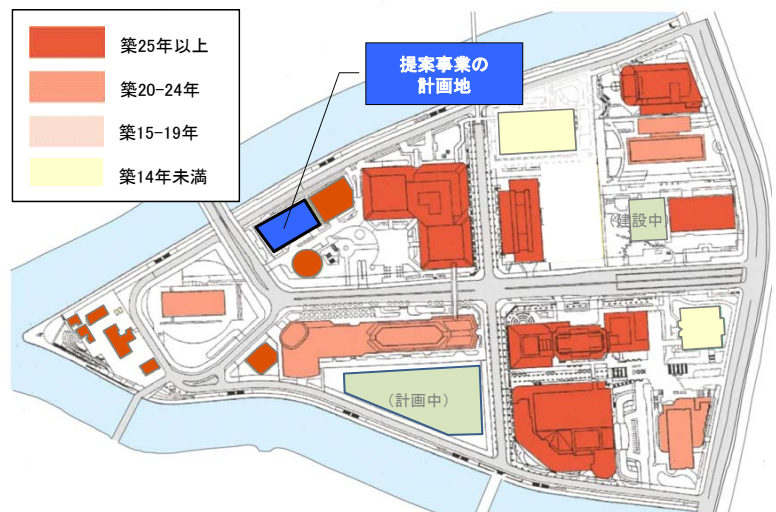 築25年以上
築20-24年
築15-19年
築14年未満
提案事業の
計画地
(建設中)
(計画中)